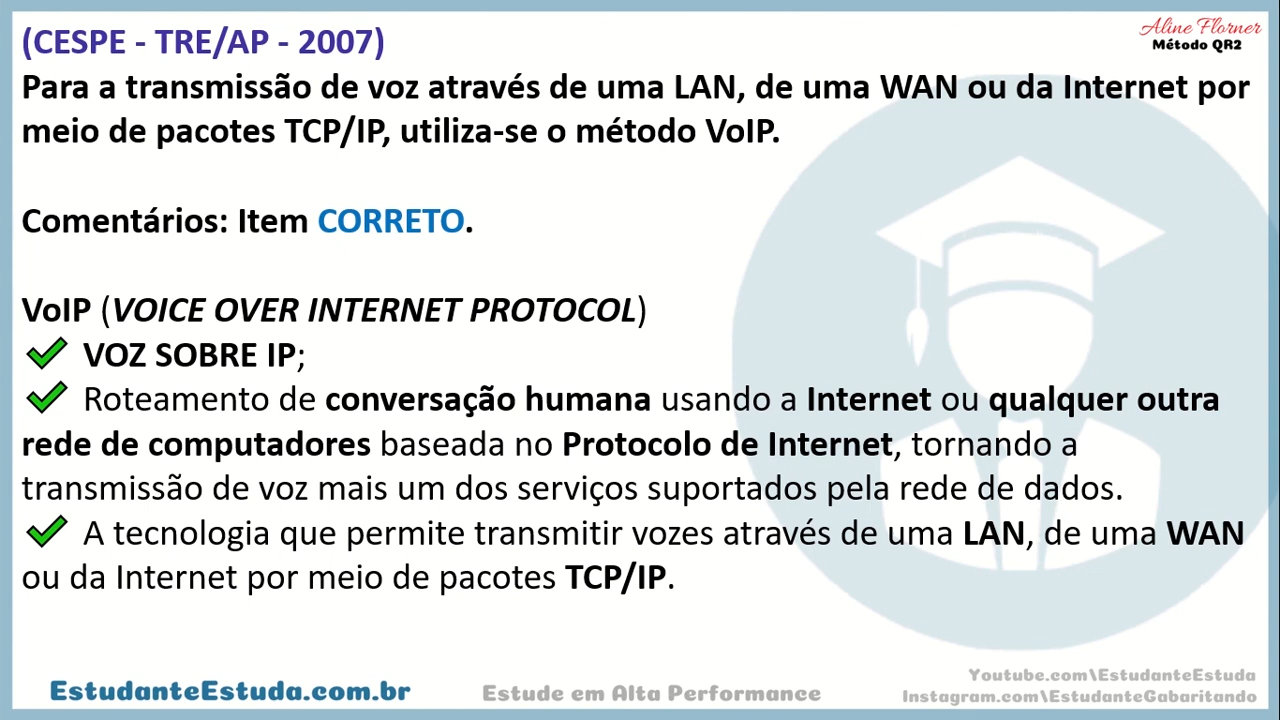 (CESPE - TRE/AP - 2007)
Aline Florner
Método QR2
Para a transmissão de voz através de uma LAN, de uma WAN ou da Internet por
meio de pacotes TCP/IP, utiliza-se o método VoIP.
Comentários: Item CORRETO.
VoIP (VOICE OVER INTERNET PROTOCOL)
VOZ SOBRE IP;
Roteamento de conversação humana usando a Internet ou qualquer outra
rede de computadores baseada no Protocolo de Internet, tornando a
transmissão de voz mais um dos serviços suportados pela rede de dados.
A tecnologia que permite transmitir vozes através de uma LAN, de uma WAN
ou da Internet por meio de pacotes TCP/IP.
EstudanteEstuda.com.br
Estude em Alta Performance
Youtube.com\EstudanteEstuda
Instagram.com\EstudanteGabaritando